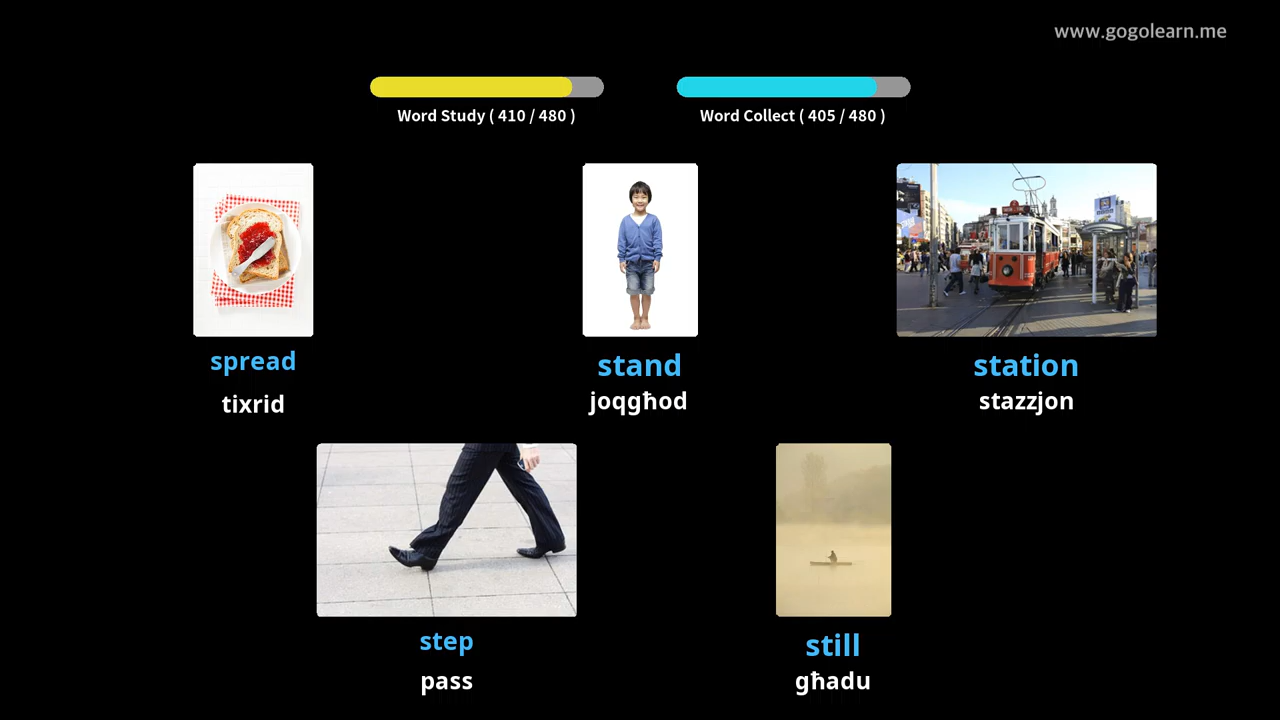 www.gogolearn.me
Word Study ( 410 / 480 )
Word Collect ( 405 / 480 )
spread
tixrid
stand
joqgħod
station
stazzjon
step
pass
still
għadu